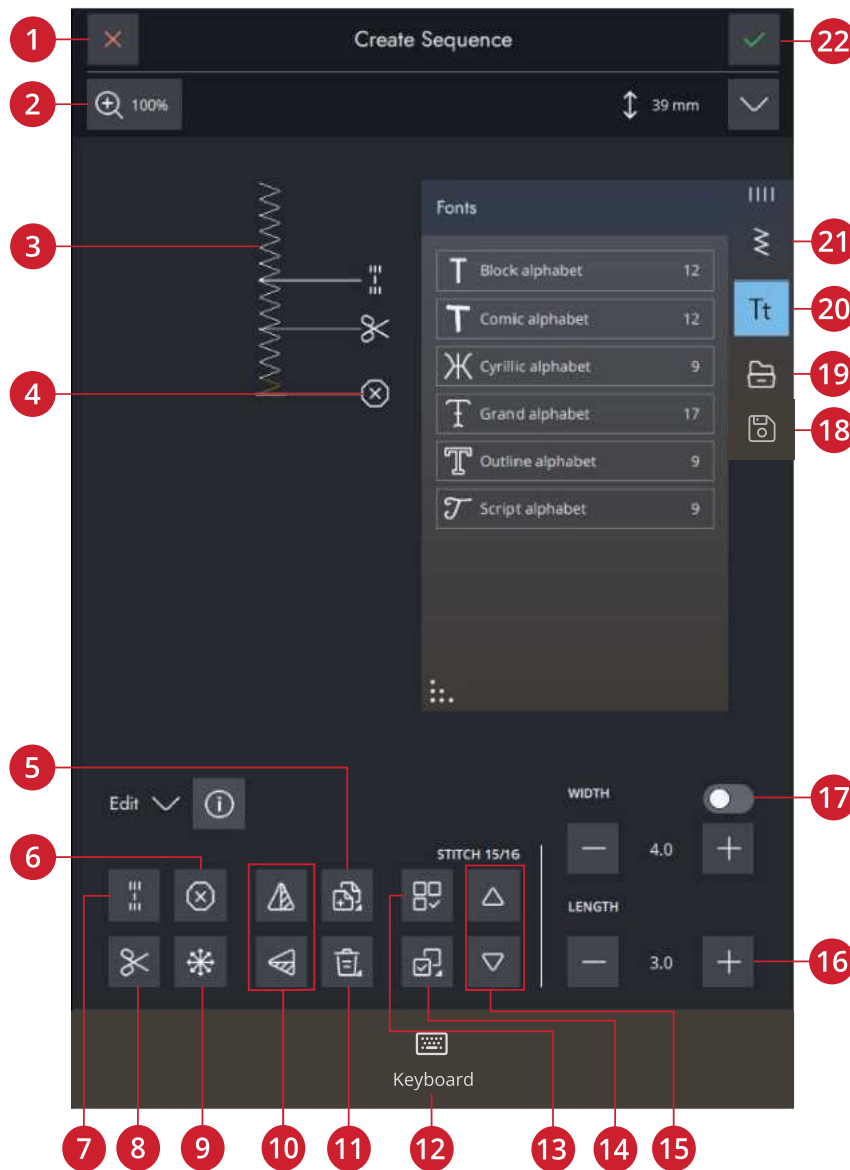 1 Create Sequence 22
2 100% 39 mm
Fonts
3 21
T Block alphabet 12
20 Tt
T Comic alphabet 12
Ж Cyrillic alphabet 9
19
4
T Grand alphabet 17
18
T Outline alphabet 9
T Script alphabet 9
5
Edit i WIDTH 17
6 STITCH 15/16 4.0
LENGTH
3.0 16
Keyboard
7 8 9 10 11 12 13 14 15